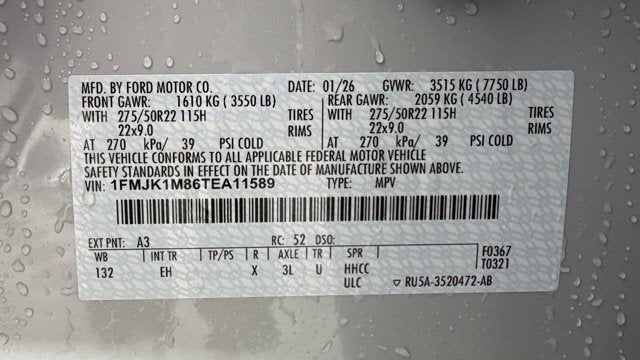 MFD. BY FORD MOTOR CO. DATE: 01/26 GVWR: 3515 KG ( 7750 LB)
FRONT GAWR: 1610 KG ( 3550 LB) REAR GAWR: 2059 KG ( 4540 LB)
WITH 275/50R22 115H TIRES WITH 275/50R22 115H TIRES
22x9.0 RIMS 22x9.0 RIMS
AT 270 kPa/ 39 PSI COLD AT 270 kPa/ 39 PSI COLD
THIS VEHICLE CONFORMS TO ALL APPLICABLE FEDERAL MOTOR VEHICLE
SAFETY STANDARDS IN EFFECT ON THE DATE OF MANUFACTURE SHOWN ABOVE.
VIN: 1FMJK1M86TEA11589 TYPE: MPV
EXT PNT: A3 RC: 52 DSO:
WB INT TR TP/PS R AXLE TR SPR F0367
132 EH X 3L U HHCC T0321
ULC RU5A-3520472-AB